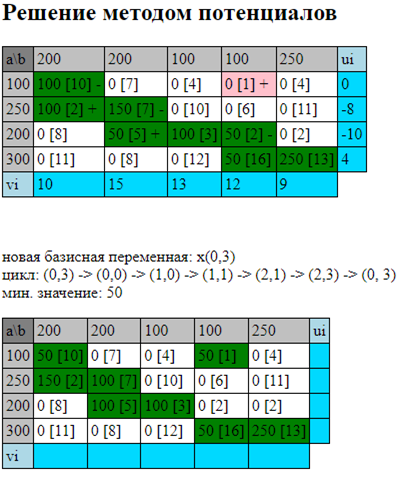 Решение методом потенциалов
a\b 200 200 100 100 250 ui
100 100 [10] - 0 [7] 0 [4] 0 [1] + 0 [4] 0
250 100 [2] + 150 [7] - 0 [10] 0 [6] 0 [11] -8
200 0 [8] 50 [5] + 100 [3] 50 [2] - 0 [2] -10
300 0 [11] 0 [8] 0 [12] 50 [16] 250 [13] 4
vi 10 15 13 12 9
новая базисная переменная: x(0,3)
цикл: (0,3) -> (0,0) -> (1,0) -> (1,1) -> (2,1) -> (2,3) -> (0, 3)
мин. значение: 50
a\b 200 200 100 100 250 ui
100 50 [10] 0 [7] 0 [4] 50 [1] 0 [4]
250 150 [2] 100 [7] 0 [10] 0 [6] 0 [11]
200 0 [8] 100 [5] 100 [3] 0 [2] 0 [2]
300 0 [11] 0 [8] 0 [12] 50 [16] 250 [13]
vi